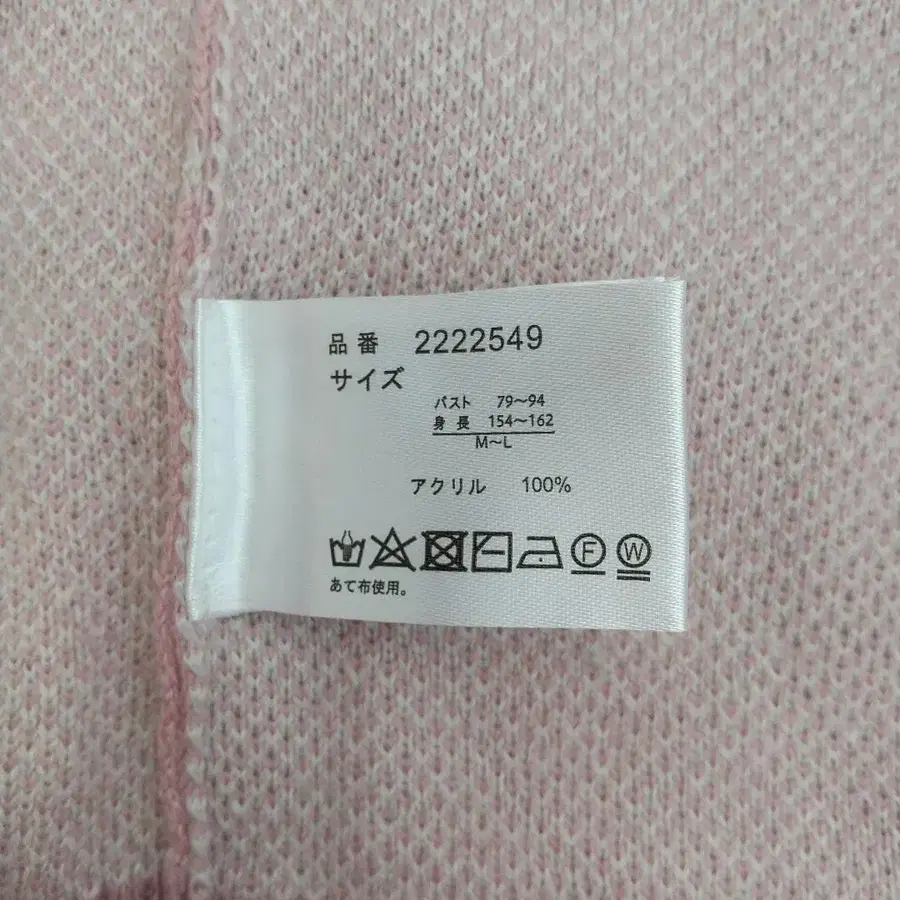 品番 2222549
サイズ
バスト 79～94
身長 154～162
M～L
アクリル 100%
F W
あて布使用。